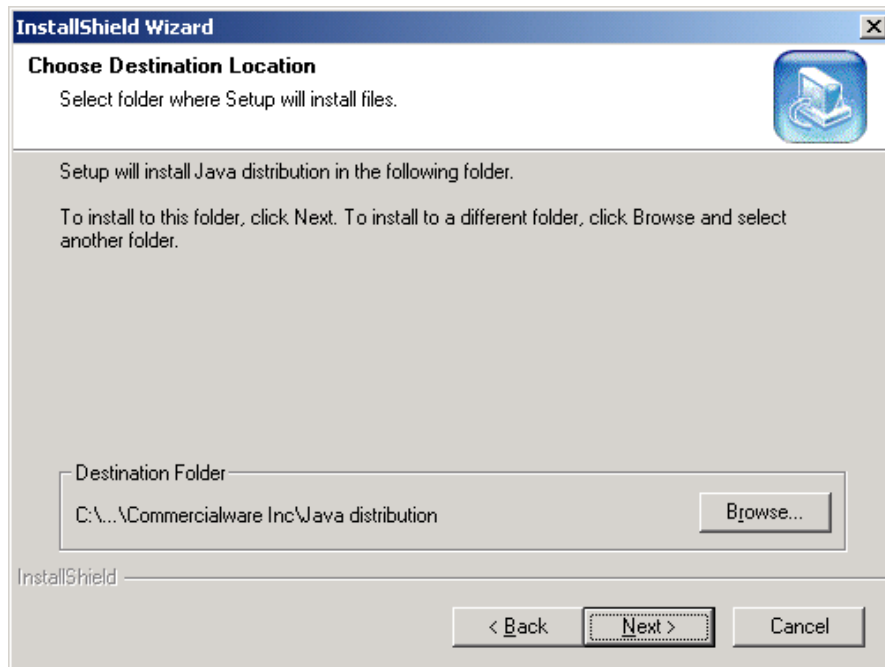 InstallShield Wizard
Choose Destination Location
Select folder where Setup will install files.
Setup will install Java distribution in the following folder.
To install to this folder, click Next. To install to a different folder, click Browse and select
another folder.
Destination Folder
C:\...\Commercialware Inc\Java distribution
Browse...
InstallShield
< Back
Next >
Cancel